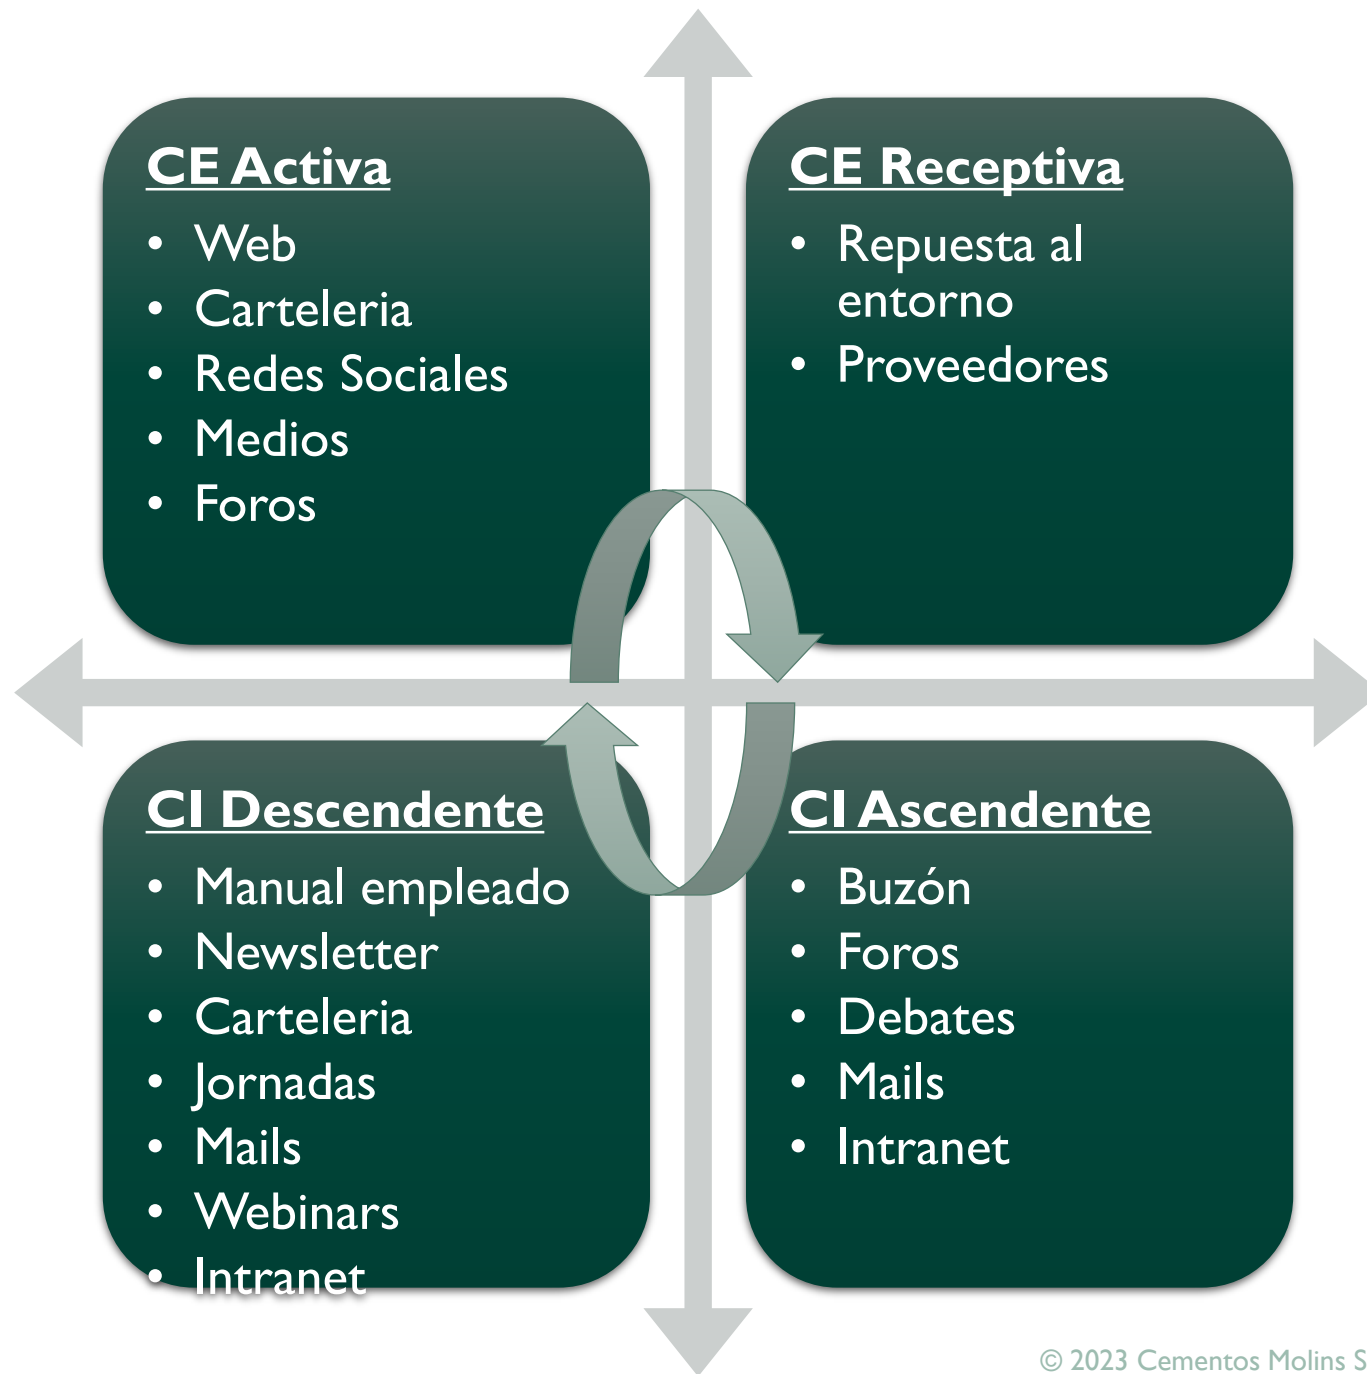 CE Activa
• Web
• Carteleria
• Redes Sociales
• Medios
• Foros
CE Receptiva
• Repuesta al
entorno
• Proveedores
CI Descendente
• Manual empleado
• Newsletter
• Carteleria
• Jornadas
• Mails
• Webinars
• Intranet
CI Ascendente
• Buzón
• Foros
• Debates
• Mails
• Intranet
© 2023 Cementos Molins S